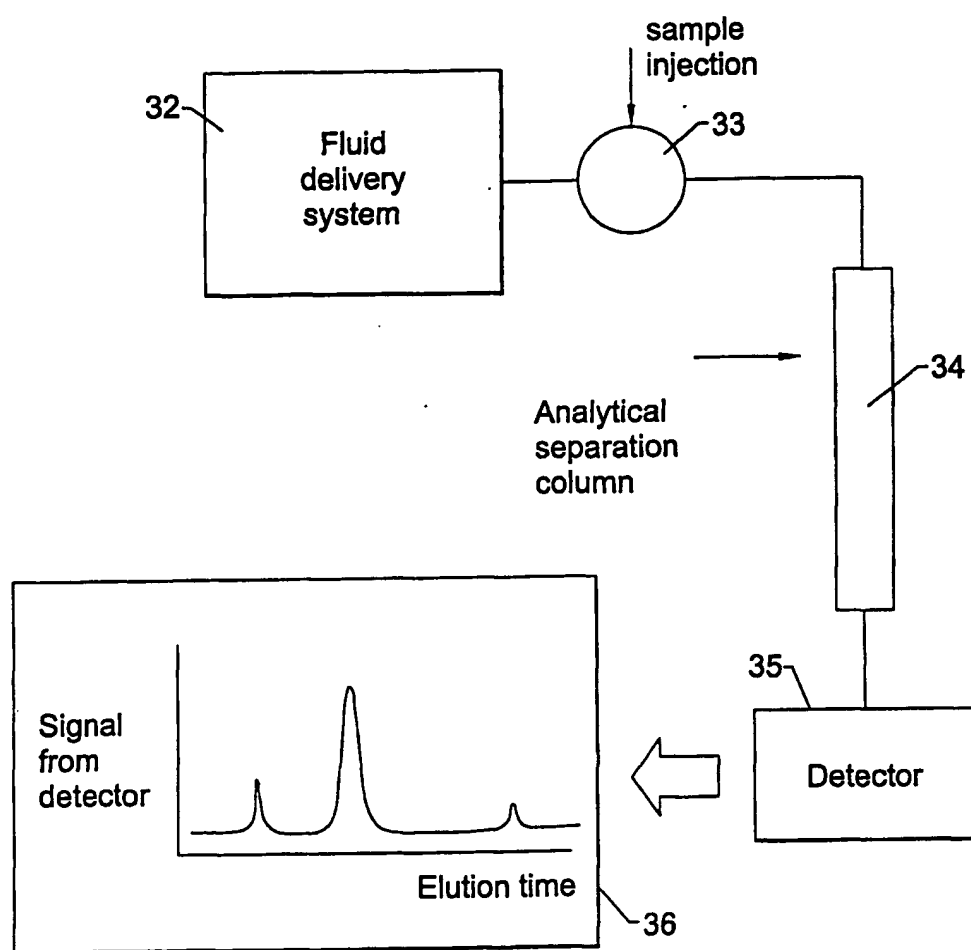 sample
injection
32
33
Fluid
delivery
system
34
Analytical
separation
column
35
Detector
Signal
from
detector
Elution time
36